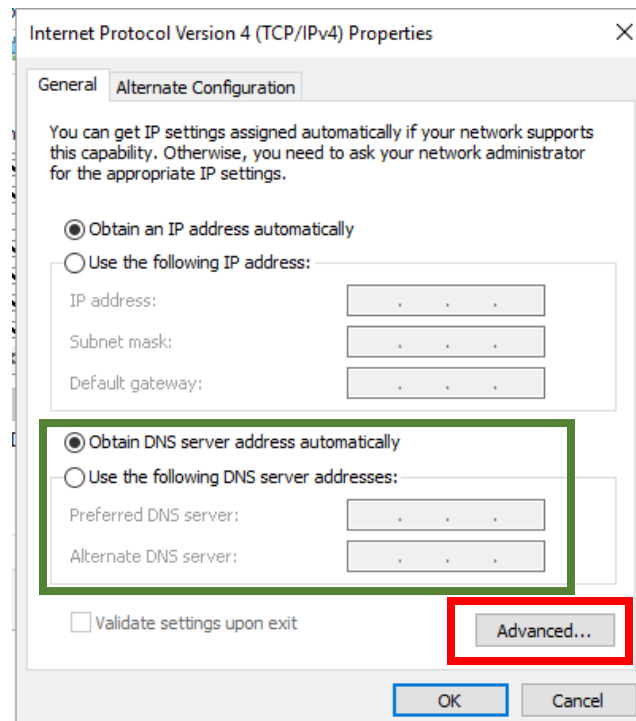 Internet Protocol Version 4 (TCP/IPv4) Properties
General
Alternate Configuration
You can get IP settings assigned automatically if your network supports
this capability. Otherwise, you need to ask your network administrator
for the appropriate IP settings.
Obtain an IP address automatically
Use the following IP address:
IP address:
Subnet mask:
Default gateway:
Obtain DNS server address automatically
Use the following DNS server addresses:
Preferred DNS server:
Alternate DNS server:
Validate settings upon exit
Advanced...
OK
Cancel